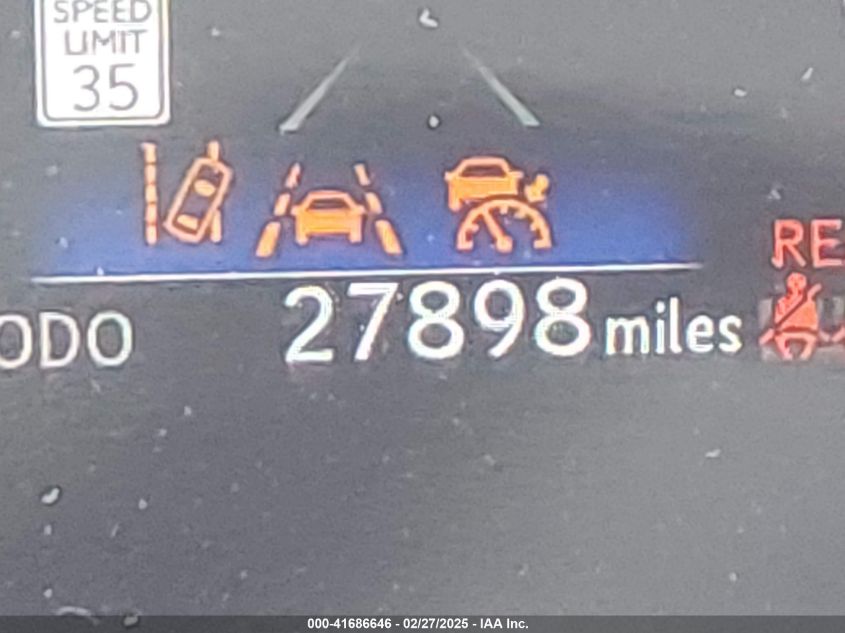 SPEED
LIMIT
35
RE
ODO 27898 miles
000-41686646 - 02/27/2025 - IAA Inc.